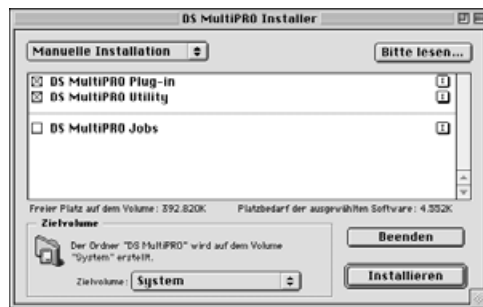 DS MultiPRO Installer
Manuelle Installation
Bitte lesen...
DS MultiPRO Plug-in
DS MultiPRO Utility
DS MultiPRO Jobs
Freier Platz auf dem Volume: 392.820K Platzbedarf der ausgewählten Software: 4.552K
Zielvolume
Der Ordner "DS MultiPRO" wird auf dem Volume
"System" erstellt.
Zielvolume: System
Beenden
Installieren